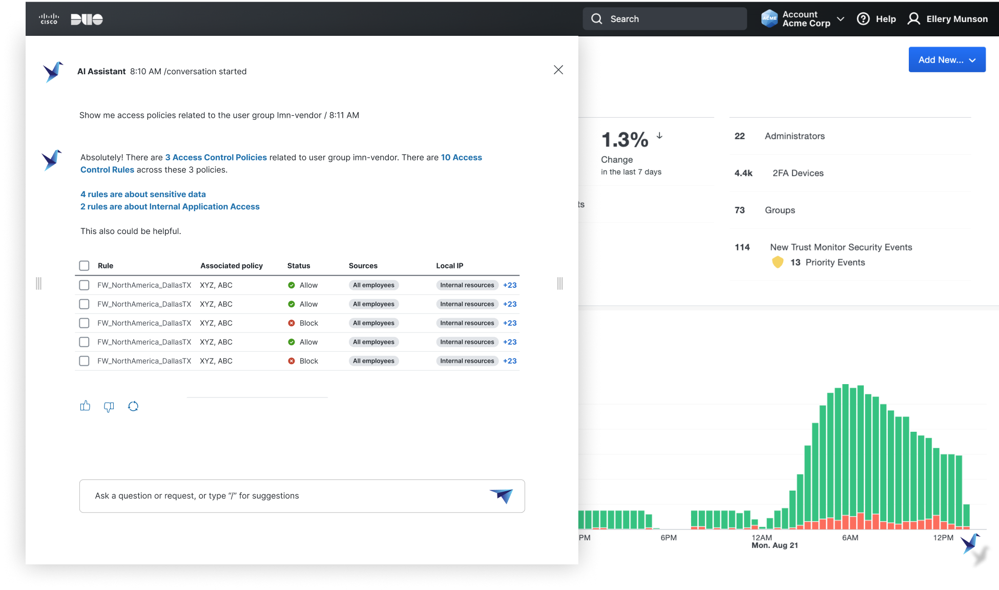 CISCO DUO
Search
ACME
Account
Acme Corp
Help
Ellery Munson
AI Assistant 8:10 AM /conversation started
Show me access policies related to the user group Imn-vendor / 8:11 AM
Absolutely! There are 3 Access Control Policies related to user group imn-vendor. There are 10 Access
Control Rules across these 3 policies.
4 rules are about sensitive data
2 rules are about Internal Application Access
This also could be helpful.
Rule Associated policy Status Sources Local IP
FW_NorthAmerica_DallasTX XYZ, ABC Allow All employees Internal resources +23
FW_NorthAmerica_DallasTX XYZ, ABC Allow All employees Internal resources +23
FW_NorthAmerica_DallasTX XYZ, ABC Block All employees Internal resources +23
FW_NorthAmerica_DallasTX XYZ, ABC Allow All employees Internal resources +23
FW_NorthAmerica_DallasTX XYZ, ABC Block All employees Internal resources +23
Ask a question or request, or type “/” for suggestions
Add New...
1.3%
Change
in the last 7 days
ts
22 Administrators
4.4k 2FA Devices
73 Groups
114 New Trust Monitor Security Events
13 Priority Events
PM 6PM 12AM 6AM 12PM
Mon. Aug 21